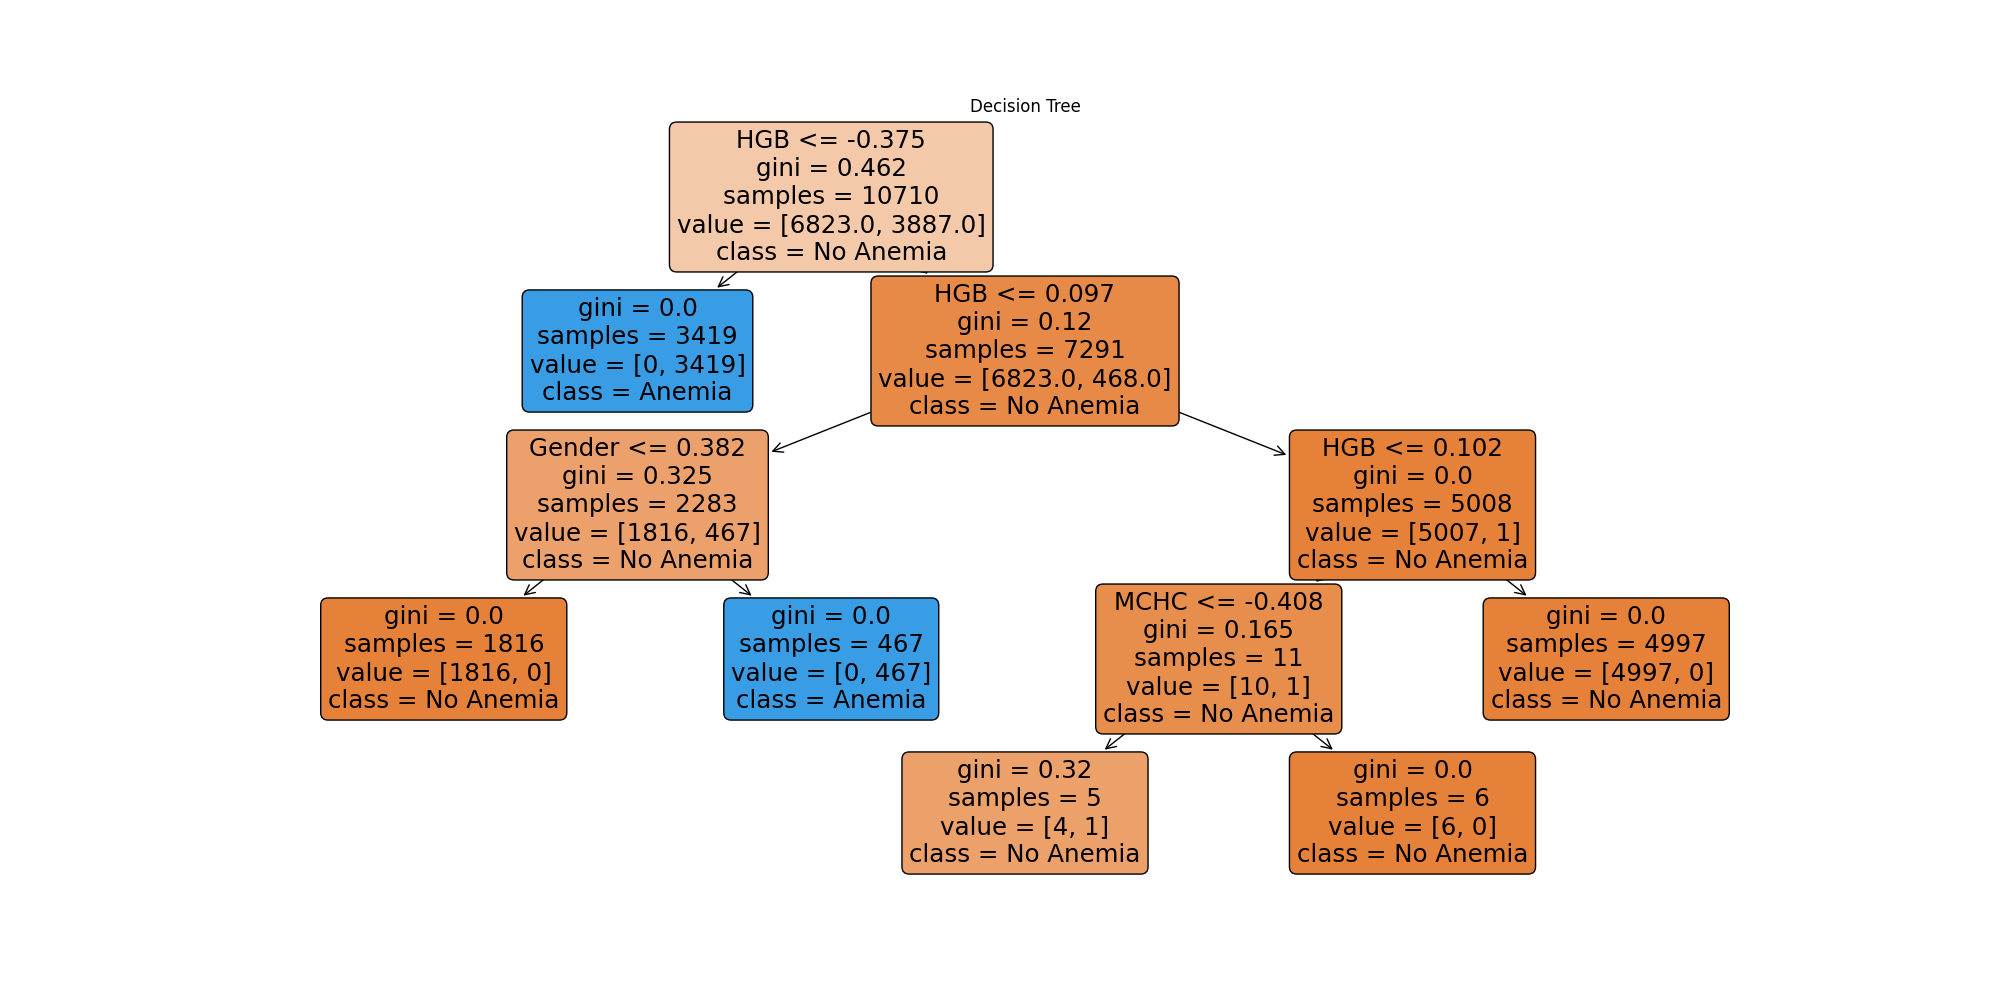 Decision Tree
HGB <= -0.375
gini = 0.462
samples = 10710
value = [6823.0, 3887.0]
class = No Anemia
gini = 0.0
samples = 3419
value = [0, 3419]
class = Anemia
HGB <= 0.097
gini = 0.12
samples = 7291
value = [6823.0, 468.0]
class = No Anemia
Gender <= 0.382
gini = 0.325
samples = 2283
value = [1816, 467]
class = No Anemia
HGB <= 0.102
gini = 0.0
samples = 5008
value = [5007, 1]
class = No Anemia
gini = 0.0
samples = 1816
value = [1816, 0]
class = No Anemia
gini = 0.0
samples = 467
value = [0, 467]
class = Anemia
MCHC <= -0.408
gini = 0.165
samples = 11
value = [10, 1]
class = No Anemia
gini = 0.0
samples = 4997
value = [4997, 0]
class = No Anemia
gini = 0.32
samples = 5
value = [4, 1]
class = No Anemia
gini = 0.0
samples = 6
value = [6, 0]
class = No Anemia